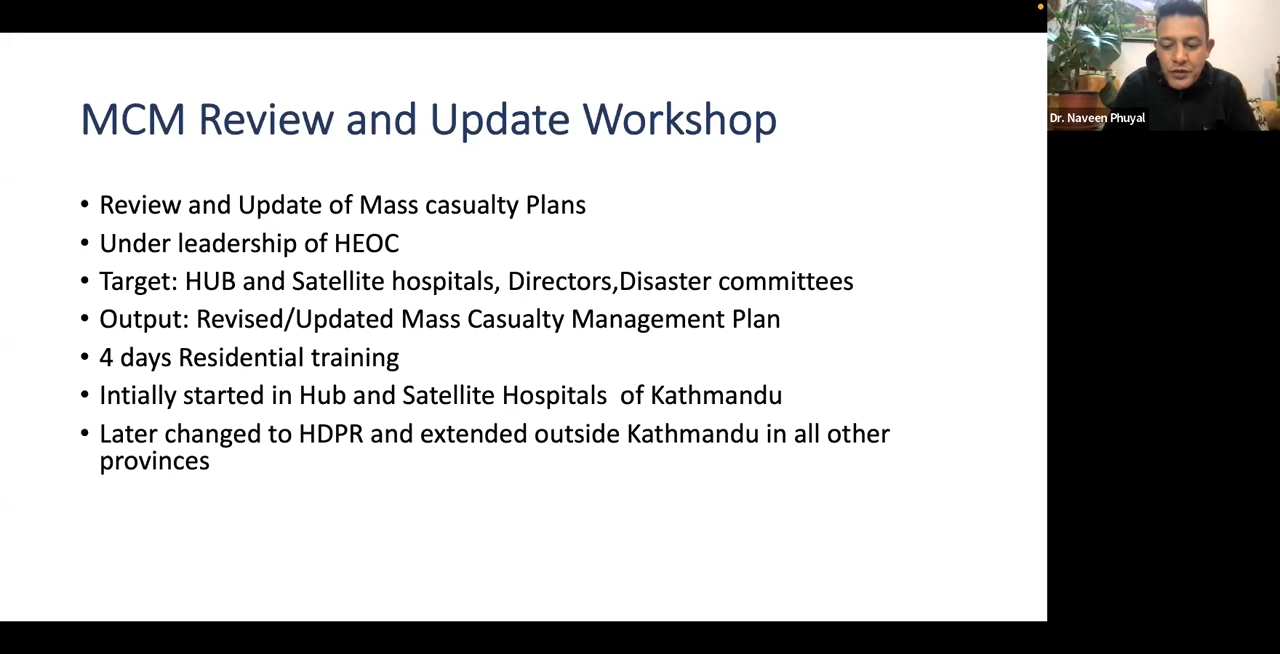 MCM Review and Update Workshop
• Review and Update of Mass casualty Plans
• Under leadership of HEOC
• Target: HUB and Satellite hospitals, Directors,Disaster committees
• Output: Revised/Updated Mass Casualty Management Plan
• 4 days Residential training
• Intially started in Hub and Satellite Hospitals  of Kathmandu
• Later changed to HDPR and extended outside Kathmandu in all other
provinces
Dr. Naveen Phuyal